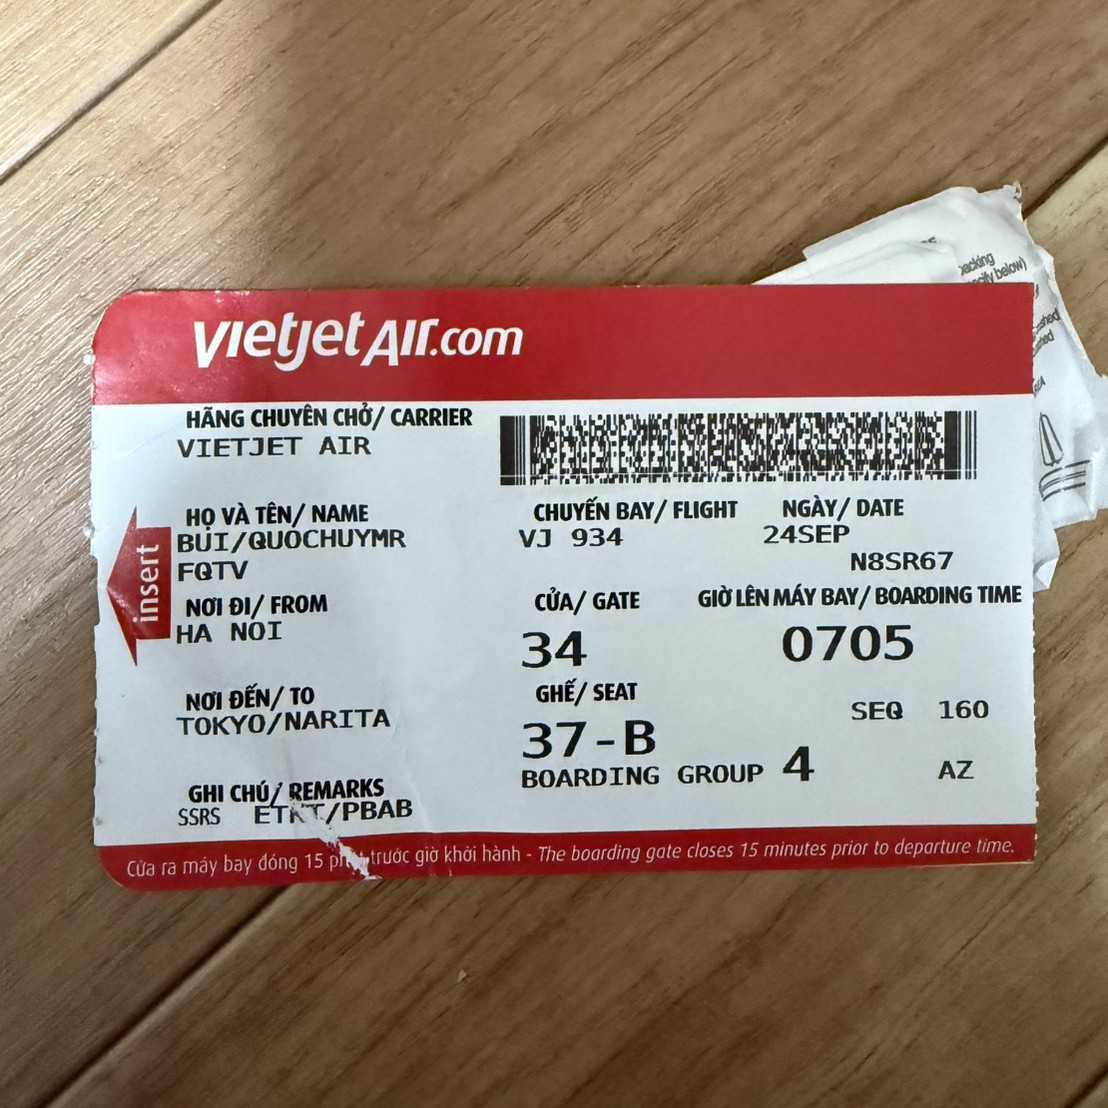 vietjetAir.com
HÃNG CHUYÊN CHỞ/ CARRIER
VIETJET AIR
HỌ VÀ TÊN/ NAME
BUI/QUOCHUYMR
FQTV
CHUYẾN BAY/ FLIGHT
VJ 934
NGÀY/ DATE
24SEP
N8SR67
insert
NƠI ĐI/ FROM
HA NOI
CỬA/ GATE
34
GIỜ LÊN MÁY BAY/ BOARDING TIME
0705
NƠI ĐẾN/ TO
TOKYO/NARITA
GHẾ/ SEAT
37-B
SEQ 160
BOARDING GROUP 4
AZ
GHI CHÚ/ REMARKS
SSRS ETKT/PBAB
Cửa ra máy bay đóng 15 phút trước giờ khởi hành - The boarding gate closes 15 minutes prior to departure time.
below)